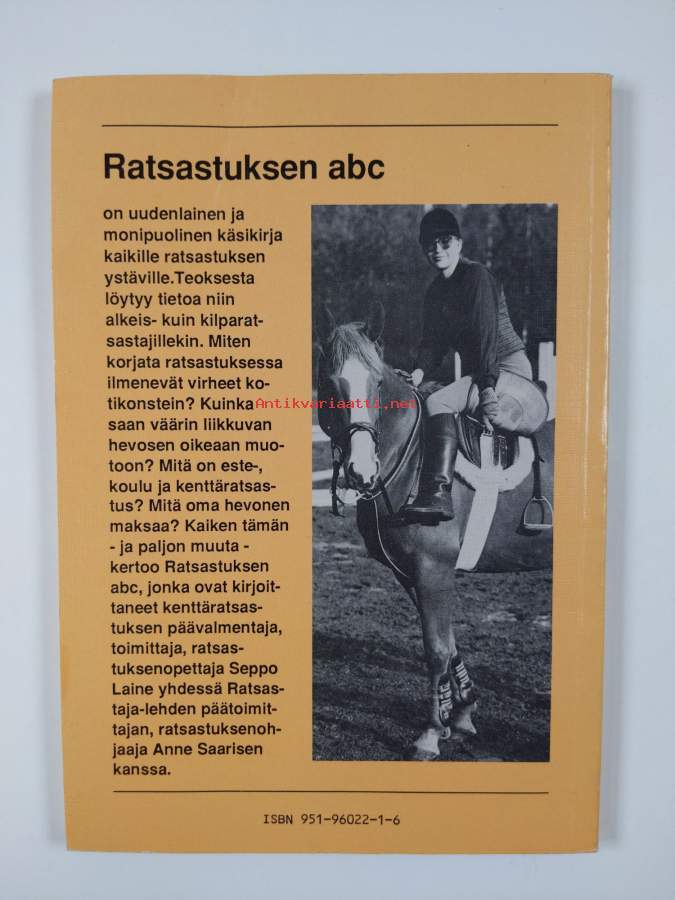 Ratsastuksen abc
on uudenlainen ja
monipuolinen käsikirja
kaikille ratsastuksen
ystäville.Teoksesta
löytyy tietoa niin
alkeis- kuin kilparat-
sastajillekin. Miten
korjata ratsastuksessa
ilmenevät virheet ko-
tikonstein? Kuinka
saan väärin liikkuvan
hevosen oikeaan muo-
toon? Mitä on este-,
koulu ja kenttäratsas-
tus? Mitä oma hevonen
maksaa? Kaiken tämän
- ja paljon muuta -
kertoo Ratsastuksen
abc, jonka ovat kirjoit-
taneet kenttäratsas-
tuksen päävalmentaja,
toimittaja, ratsas-
tuksenopettaja Seppo
Laine yhdessä Ratsas-
taja-lehden päätoimit-
tajan, ratsastuksenoh-
jaaja Anne Saarisen
kanssa.
Antikvariaatti.net
ISBN 951-96022-1-6